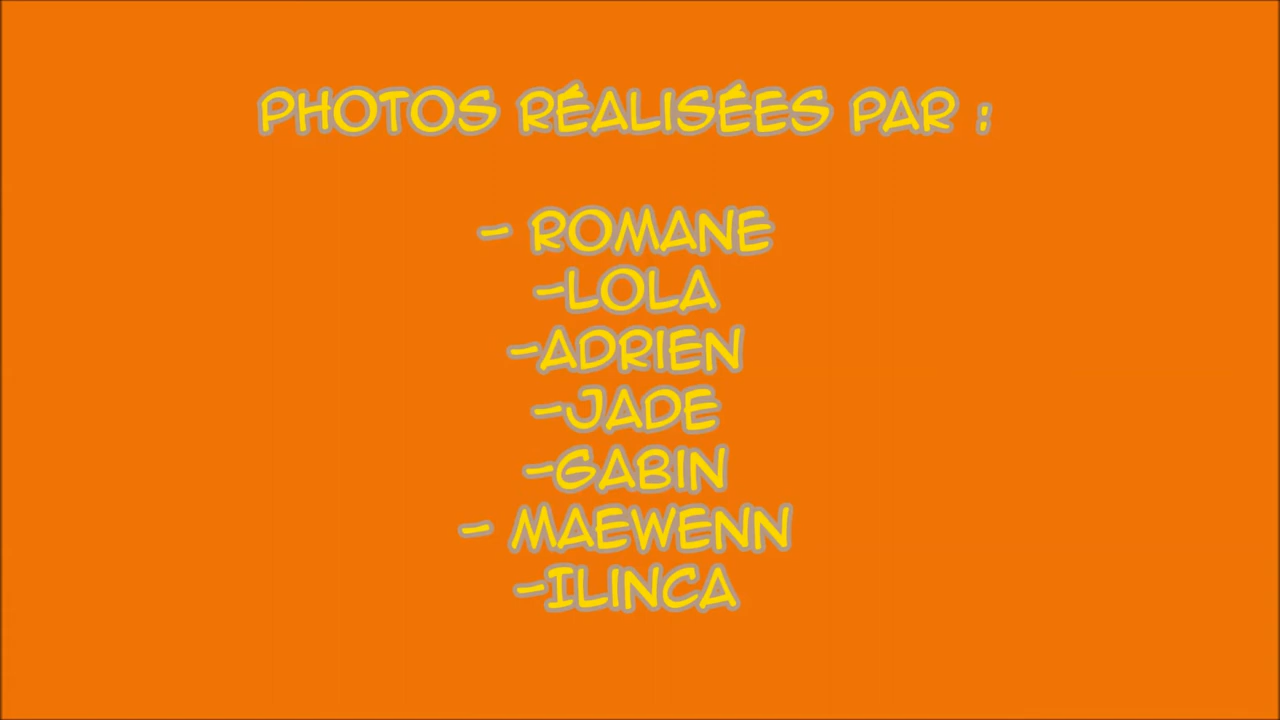 PHOTOS RÉALISÉES PAR :
- ROMANE
-LOLA
-ADRIEN
-JADE
-GABIN
- MAEWENN
-ILINCA